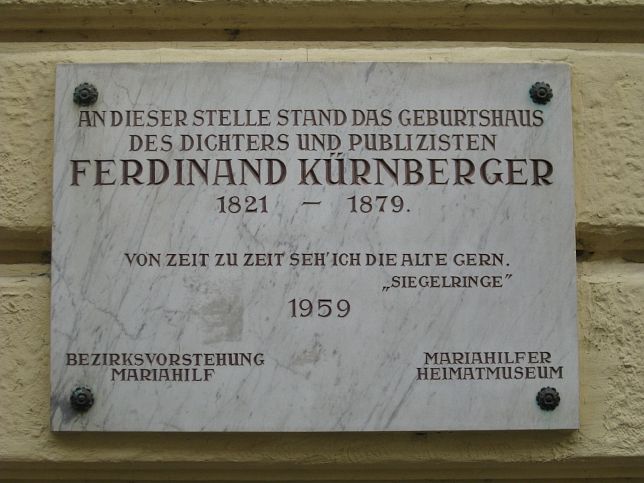 AN DIESER STELLE STAND DAS GEBURTSHAUS
DES DICHTERS UND PUBLIZISTEN
FERDINAND KÜRNBERGER
1821 – 1879.
VON ZEIT ZU ZEIT SEH' ICH DIE ALTE GERN.
„SIEGELRINGE”
1959
BEZIRKSVORSTEHUNG
MARIAHILF
MARIAHILFER
HEIMATMUSEUM